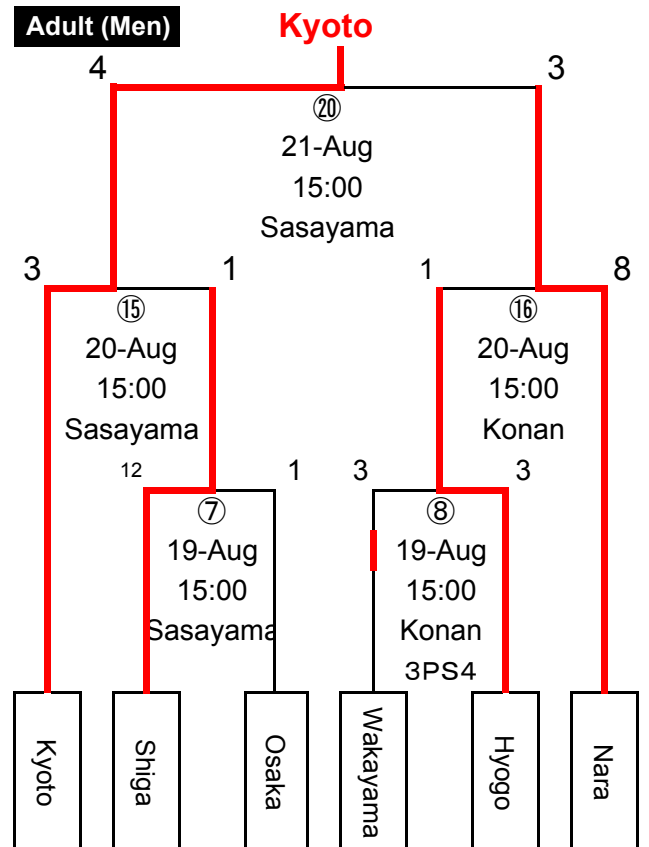 Adult (Men)
Kyoto
4
3
⑳
21-Aug
15:00
Sasayama
3
1
1
8
⑮
20-Aug
15:00
Sasayama
⑯
20-Aug
15:00
Konan
12
1
3
3
⑦
19-Aug
15:00
Sasayama
⑧
19-Aug
15:00
Konan
3PS4
Kyoto
Shiga
Osaka
Wakayama
Hyogo
Nara